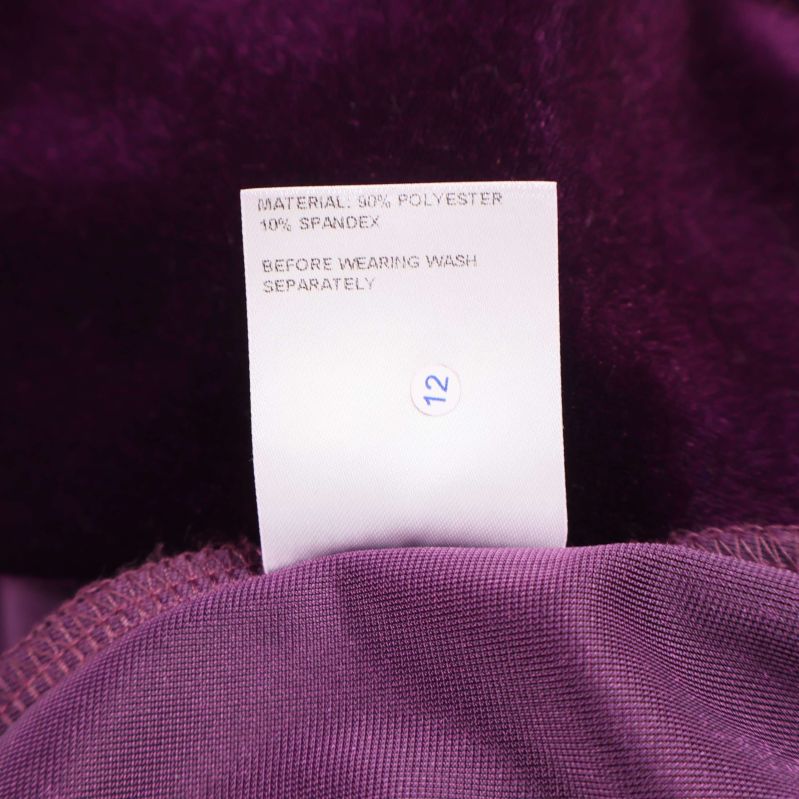 MATERIAL: 90% POLYESTER
10% SPANDEX
BEFORE WEARING WASH
SEPARATELY
12